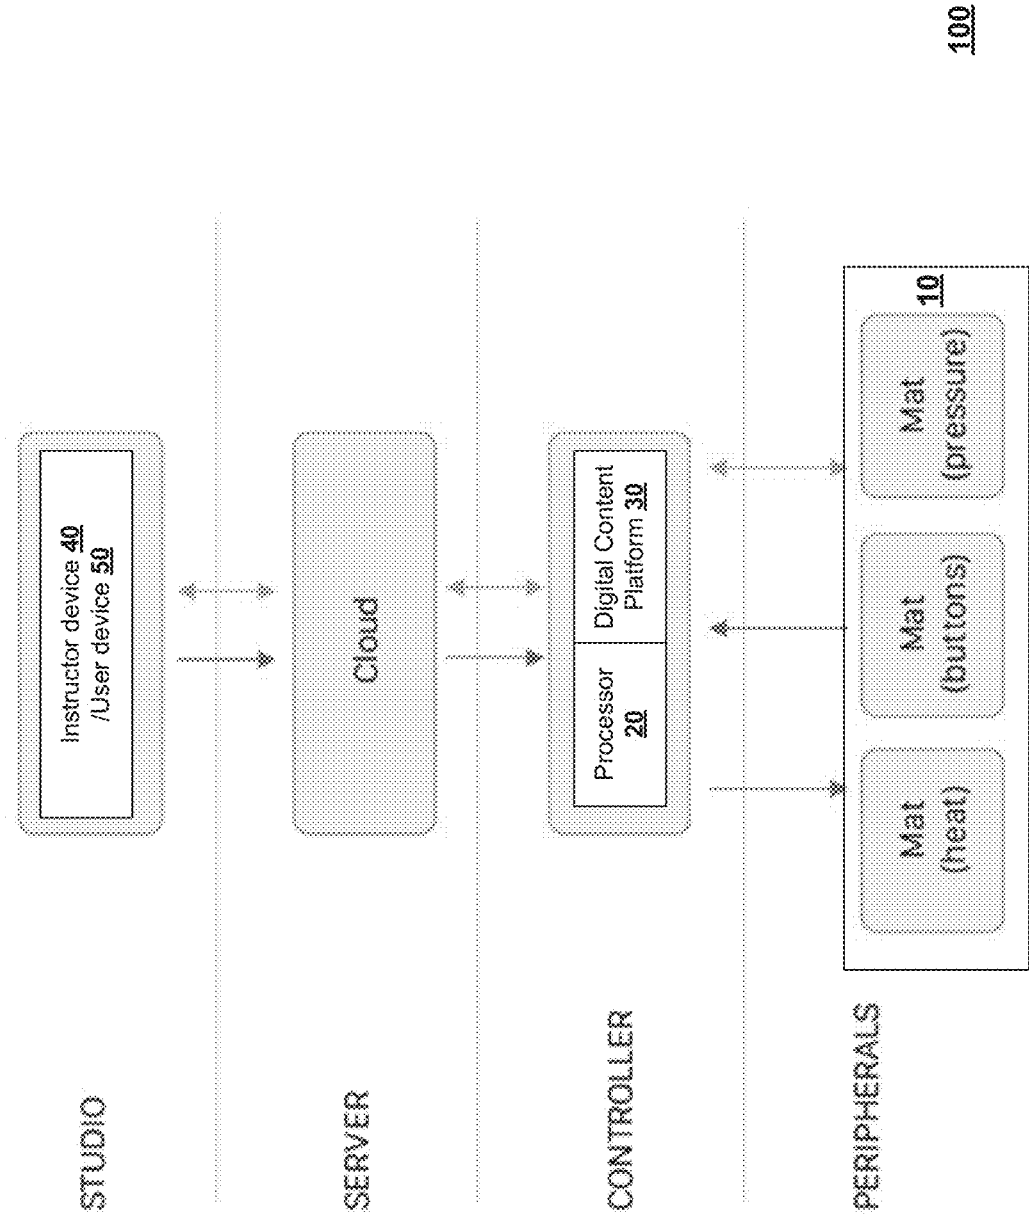 STUDIO
Instructor device 40
/User device 50
SERVER
Cloud
CONTROLLER
Processor
20
Digital Content
Platform 30
PERIPHERALS
Mat
(heat)
Mat
(buttons)
Mat
(pressure)
10
100